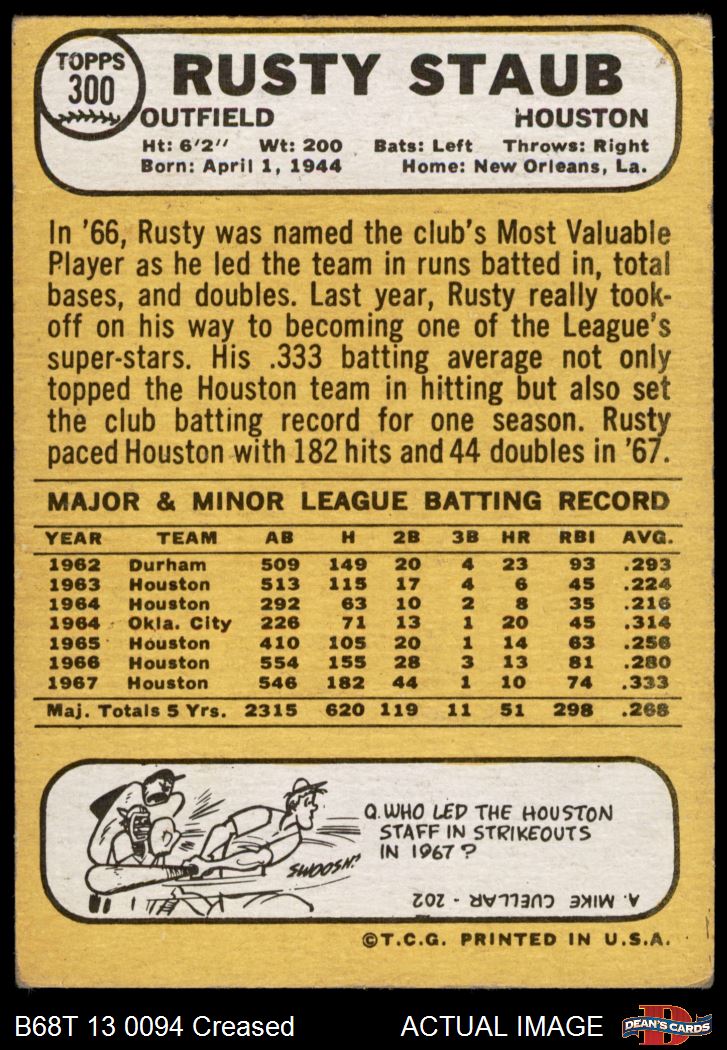 TOPPS
300
RUSTY STAUB
OUTFIELD HOUSTON
Ht: 6'2" Wt: 200 Bats: Left Throws: Right
Born: April 1, 1944 Home: New Orleans, La.
In '66, Rusty was named the club's Most Valuable
Player as he led the team in runs batted in, total
bases, and doubles. Last year, Rusty really took-
off on his way to becoming one of the League's
super-stars. His .333 batting average not only
topped the Houston team in hitting but also set
the club batting record for one season. Rusty
paced Houston with 182 hits and 44 doubles in '67.
MAJOR & MINOR LEAGUE BATTING RECORD
YEAR TEAM AB H 2B 3B HR RBI AVG.
1962 Durham 509 149 20 4 23 93 .293
1963 Houston 513 115 17 4 6 45 .224
1964 Houston 292 63 10 2 8 35 .216
1964 Okla. City 226 71 13 1 20 45 .314
1965 Houston 410 105 20 1 14 63 .256
1966 Houston 554 155 28 3 13 81 .280
1967 Houston 546 182 44 1 10 74 .333
Maj. Totals 5 Yrs. 2315 620 119 11 51 298 .268
Q. WHO LED THE HOUSTON
STAFF IN STRIKEOUTS
IN 1967?
SWOOSH!!
A. MIKE CUELLAR - 202
©T.C.G. PRINTED IN U.S.A.
B68T 13 0094 Creased ACTUAL IMAGE
D
DEAN'S CARDS